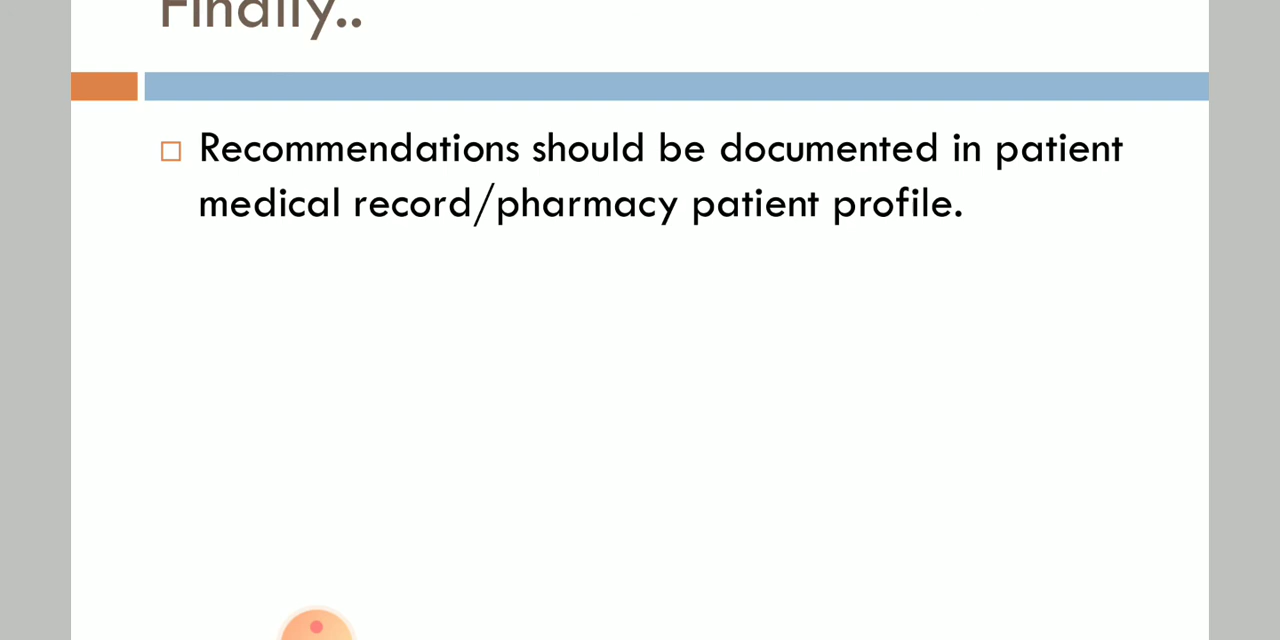 Finally..
Recommendations should be documented in patient
medical record/pharmacy patient profile.